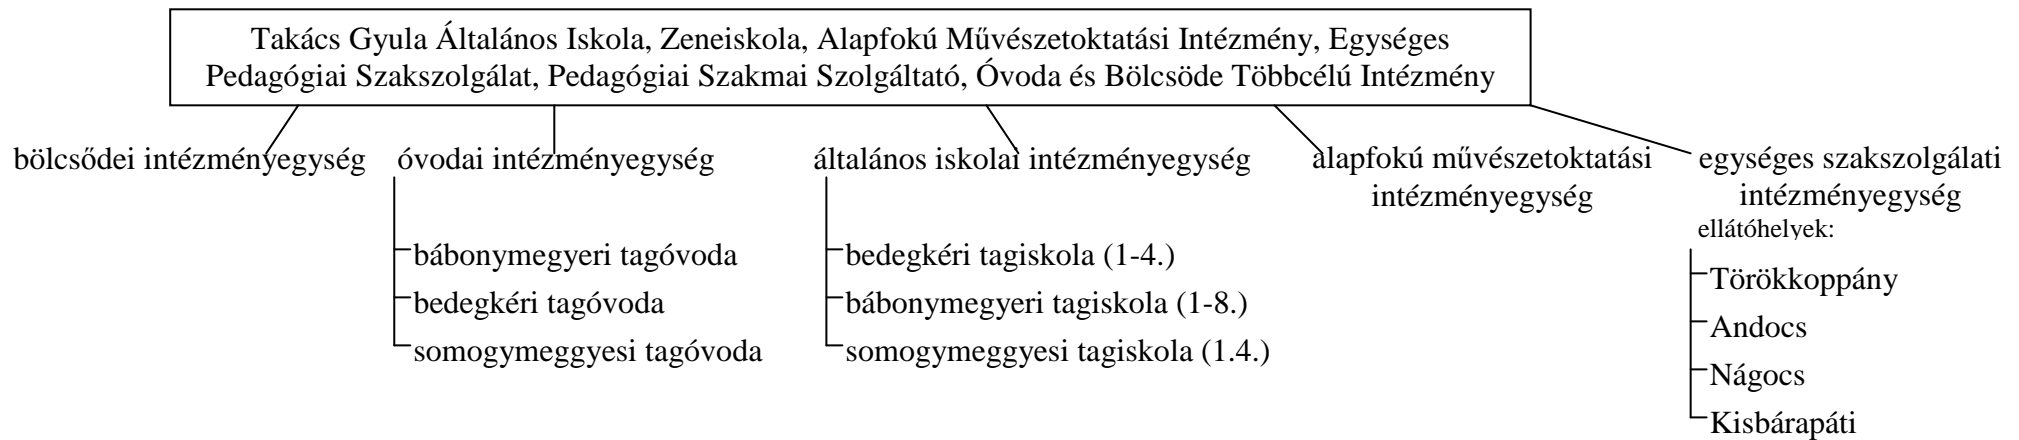 Takács Gyula Általános Iskola, Zeneiskola, Alapfokú Művészetoktatási Intézmény, Egységes
Pedagógiai Szakszolgálat, Pedagógiai Szakmai Szolgáltató, Óvoda és Bölcsöde Többcélú Intézmény
bölcsődei intézményegység
óvodai intézményegység
bábonymegyeri tagóvoda
bedegkéri tagóvoda
somogymeggyesi tagóvoda
általános iskolai intézményegység
bedegkéri tagiskola (1-4.)
bábonymegyeri tagiskola (1-8.)
somogymeggyesi tagiskola (1.4.)
alapfokú művészetoktatási
intézményegység
egységes szakszolgálati
intézményegység
ellátóhelyek:
Törökkoppány
Andocs
Nágocs
Kisbárapáti